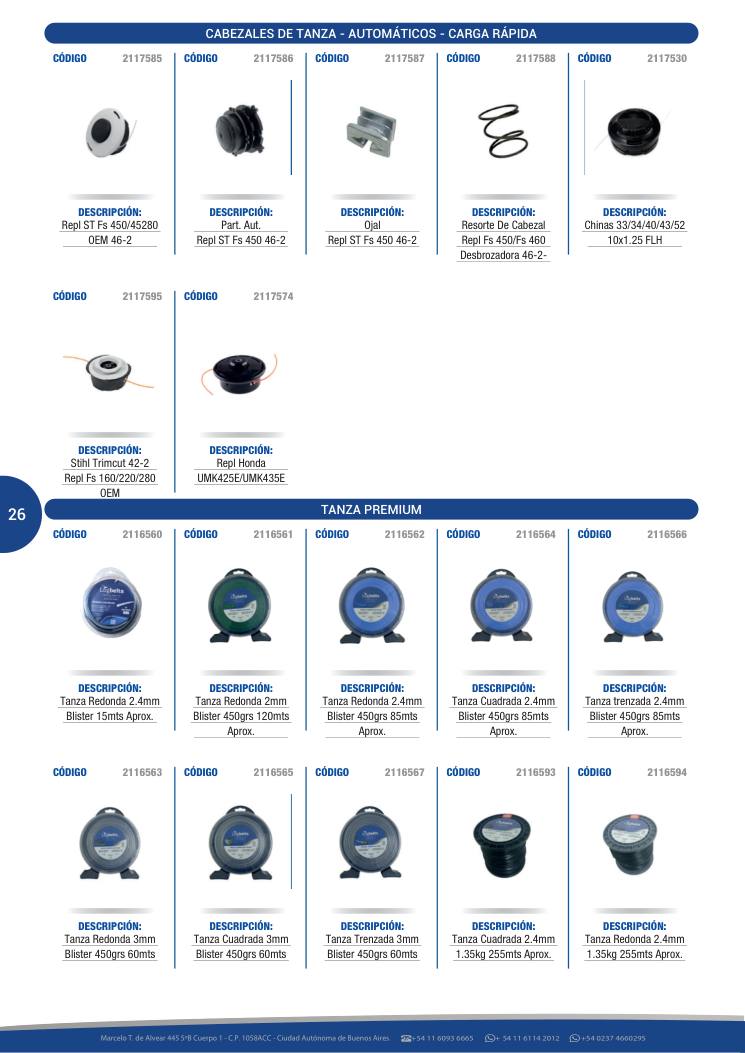 CABEZALES DE TANZA - AUTOMÁTICOS - CARGA RÁPIDA
CÓDIGO 2117585
DESCRIPCIÓN:
Repl ST Fs 450/45280
OEM 46-2
CÓDIGO 2117586
DESCRIPCIÓN:
Part. Aut.
Repl ST Fs 450 46-2
CÓDIGO 2117587
DESCRIPCIÓN:
Ojal
Repl ST Fs 450 46-2
CÓDIGO 2117588
DESCRIPCIÓN:
Resorte De Cabezal
Repl Fs 450/Fs 460
Desbrozadora 46-2-
CÓDIGO 2117530
DESCRIPCIÓN:
Chinas 33/34/40/43/52
10x1.25 FLH
CÓDIGO 2117595
DESCRIPCIÓN:
Stihl Trimcut 42-2
Repl Fs 160/220/280
OEM
CÓDIGO 2117574
DESCRIPCIÓN:
Repl Honda
UMK425E/UMK435E
26
TANZA PREMIUM
CÓDIGO 2116560
DESCRIPCIÓN:
Tanza Redonda 2.4mm
Blister 15mts Aprox.
CÓDIGO 2116561
DESCRIPCIÓN:
Tanza Redonda 2mm
Blister 450grs 120mts
Aprox.
CÓDIGO 2116562
DESCRIPCIÓN:
Tanza Redonda 2.4mm
Blister 450grs 85mts
Aprox.
CÓDIGO 2116564
DESCRIPCIÓN:
Tanza Cuadrada 2.4mm
Blister 450grs 85mts
Aprox.
CÓDIGO 2116566
DESCRIPCIÓN:
Tanza trenzada 2.4mm
Blister 450grs 85mts
Aprox.
CÓDIGO 2116563
DESCRIPCIÓN:
Tanza Redonda 3mm
Blister 450grs 60mts
CÓDIGO 2116565
DESCRIPCIÓN:
Tanza Cuadrada 3mm
Blister 450grs 60mts
CÓDIGO 2116567
DESCRIPCIÓN:
Tanza Trenzada 3mm
Blister 450grs 60mts
CÓDIGO 2116593
DESCRIPCIÓN:
Tanza Cuadrada 2.4mm
1.35kg 255mts Aprox.
CÓDIGO 2116594
DESCRIPCIÓN:
Tanza Redonda 2.4mm
1.35kg 255mts Aprox.
Marcelo T. de Alvear 445 5ºB Cuerpo 1 - C.P. 1058ACC - Ciudad Autónoma de Buenos Aires. +54 11 6093 6665 + 54 11 6114 2012 +54 0237 4660295